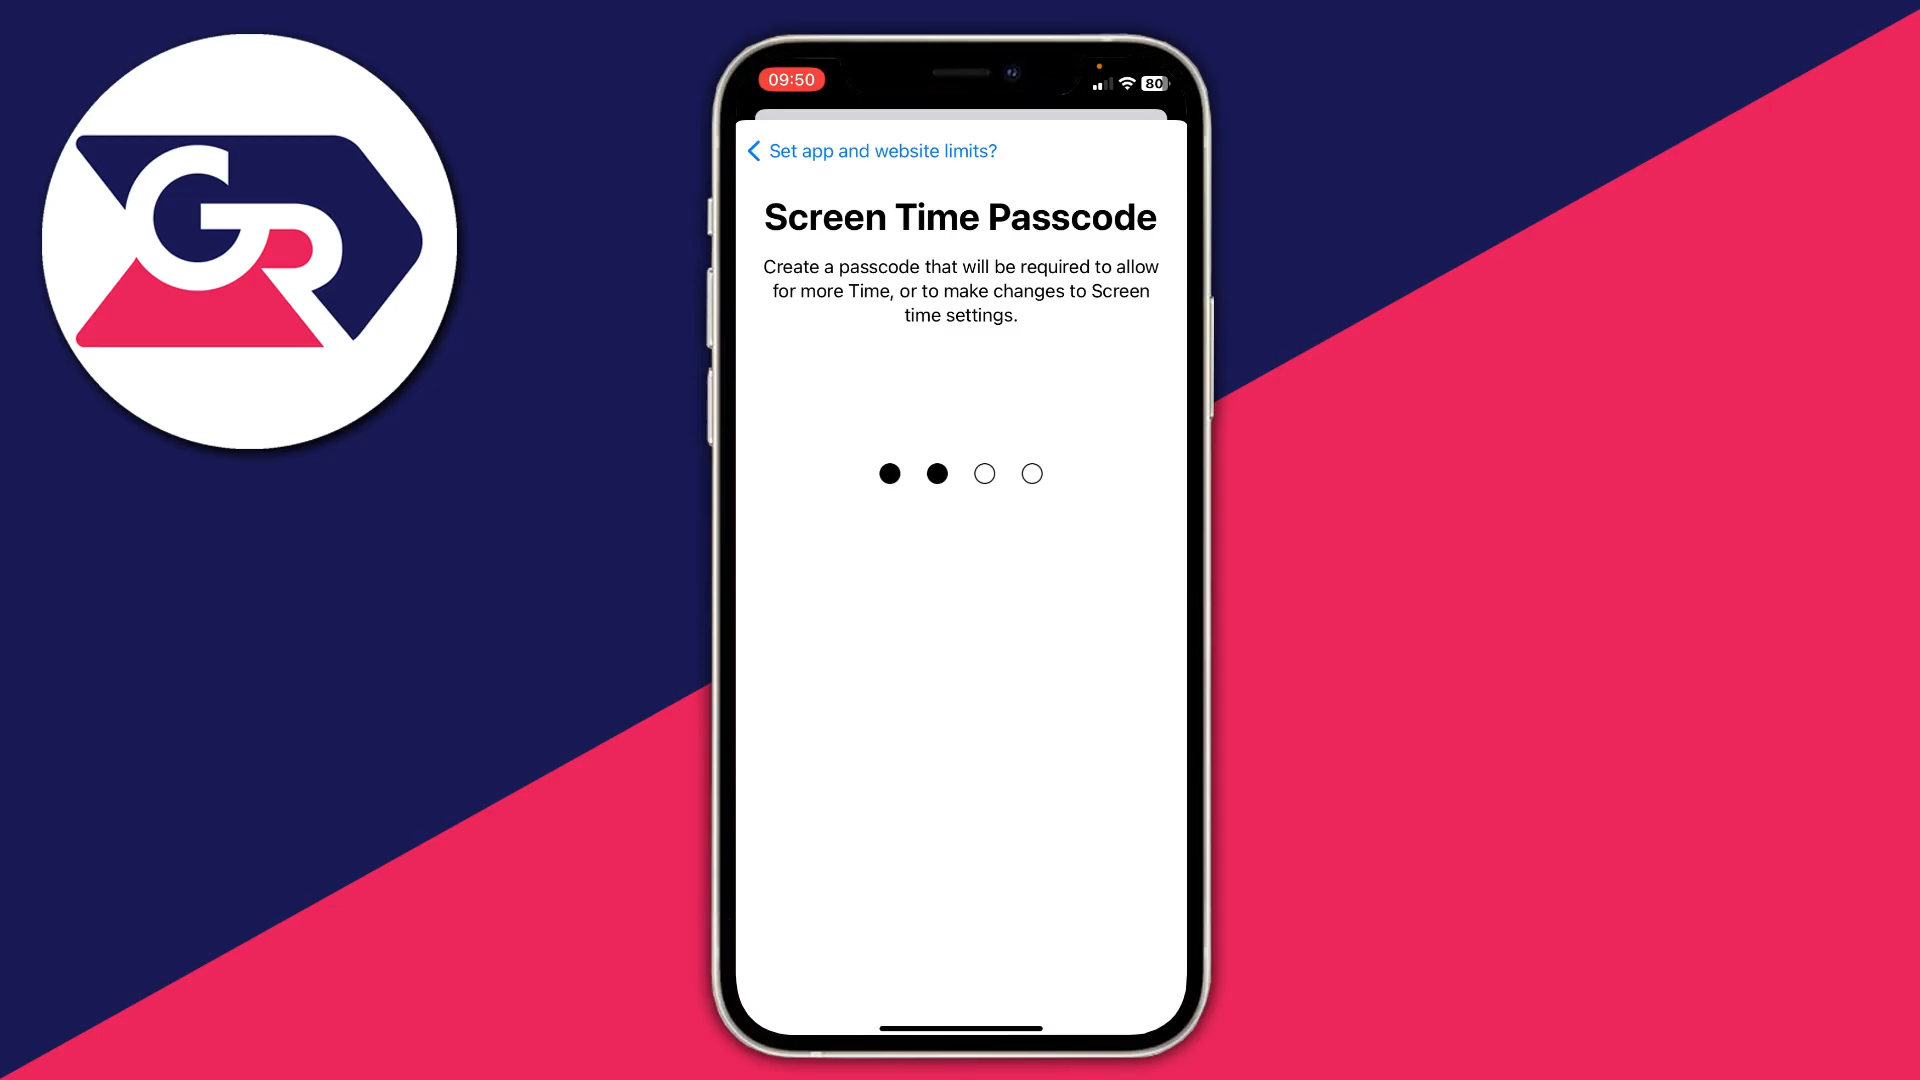 GR
09:50
80
Set app and website limits?
Screen Time Passcode
Create a passcode that will be required to allow
for more Time, or to make changes to Screen
time settings.